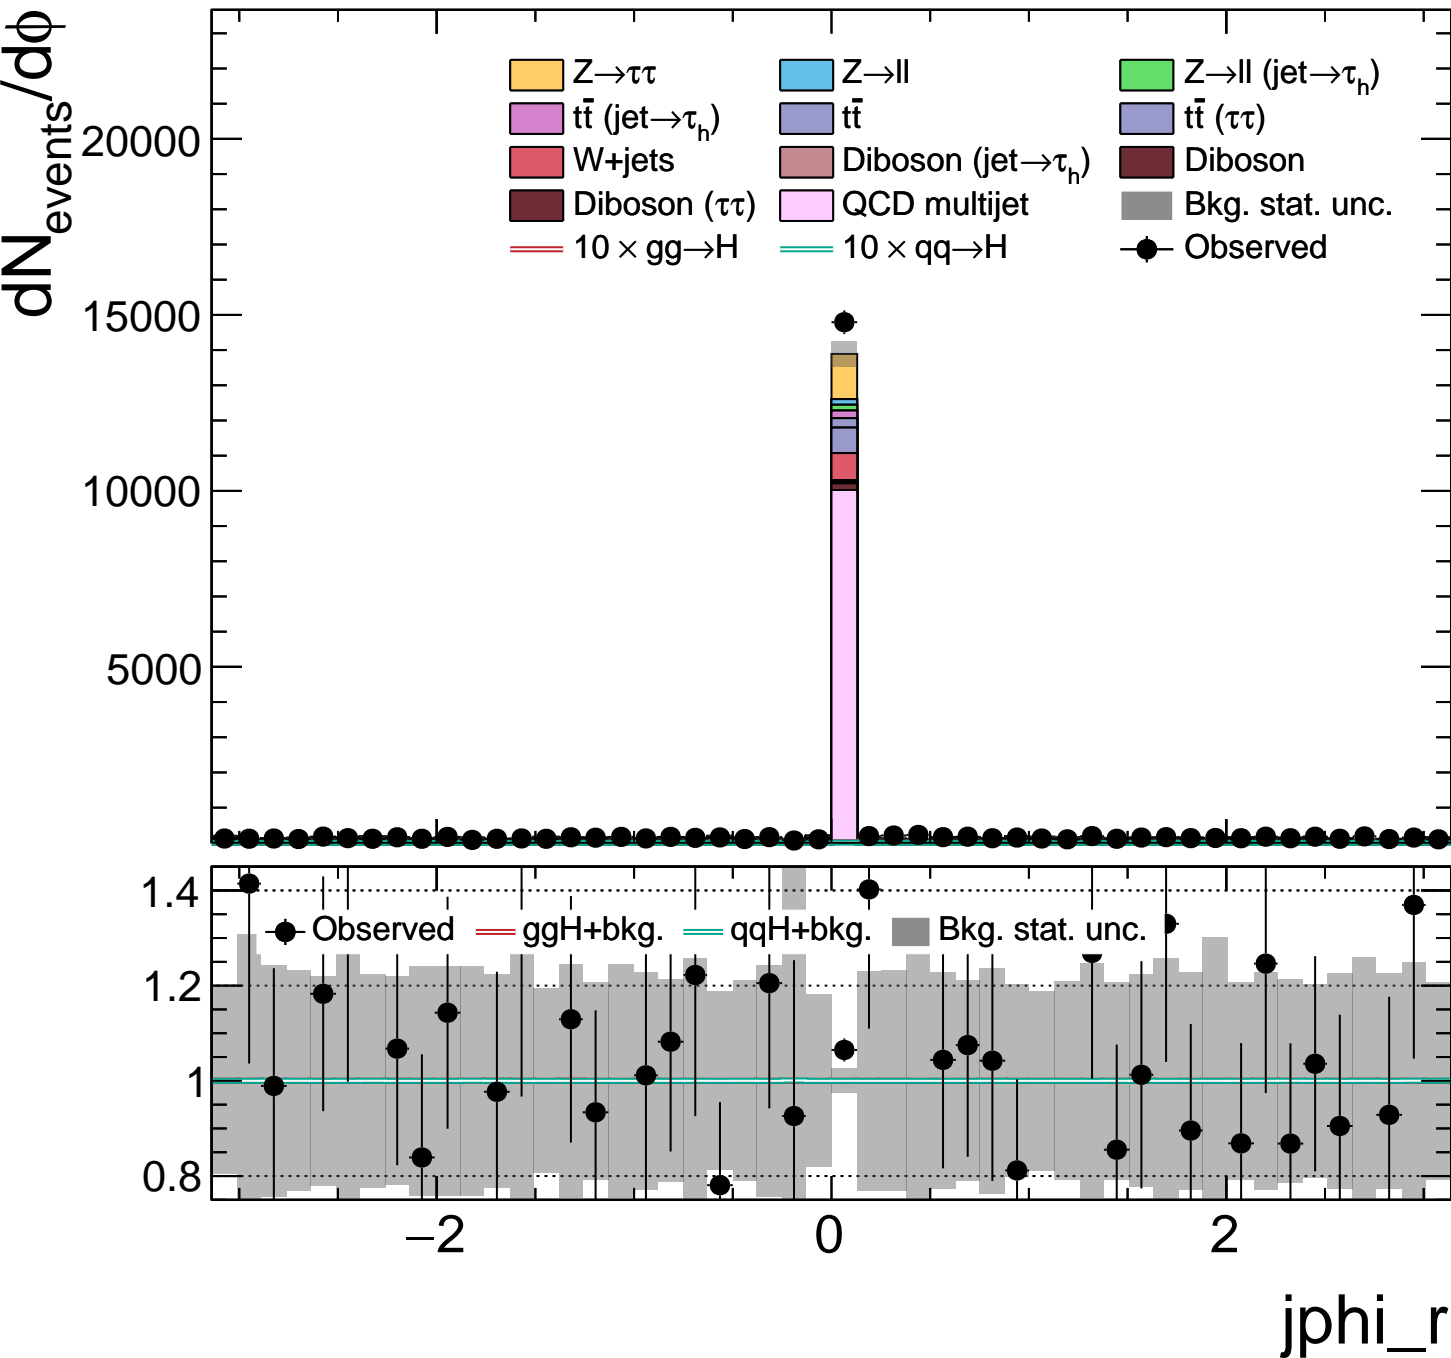 dN_events/dϕ
Z→ττ Z→ll Z→ll (jet→τ_h)
tt̄ (jet→τ_h) tt̄ tt̄ (ττ)
W+jets Diboson (jet→τ_h) Diboson
Diboson (ττ) QCD multijet Bkg. stat. unc.
10 × gg→H 10 × qq→H Observed
20000
15000
10000
5000
1.4
Observed ggH+bkg. qqH+bkg. Bkg. stat. unc.
1.2
1
0.8
−2 0 2
jphi_r